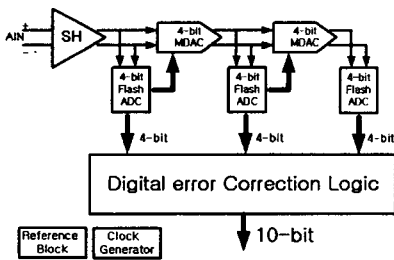 AIN
+
-
SH
4-bit
MDAC
4-bit
MDAC
4-bit
Flash
ADC
4-bit
Flash
ADC
4-bit
Flash
ADC
4-bit
4-bit
4-bit
Digital error Correction Logic
10-bit
Reference
Block
Clock
Generator